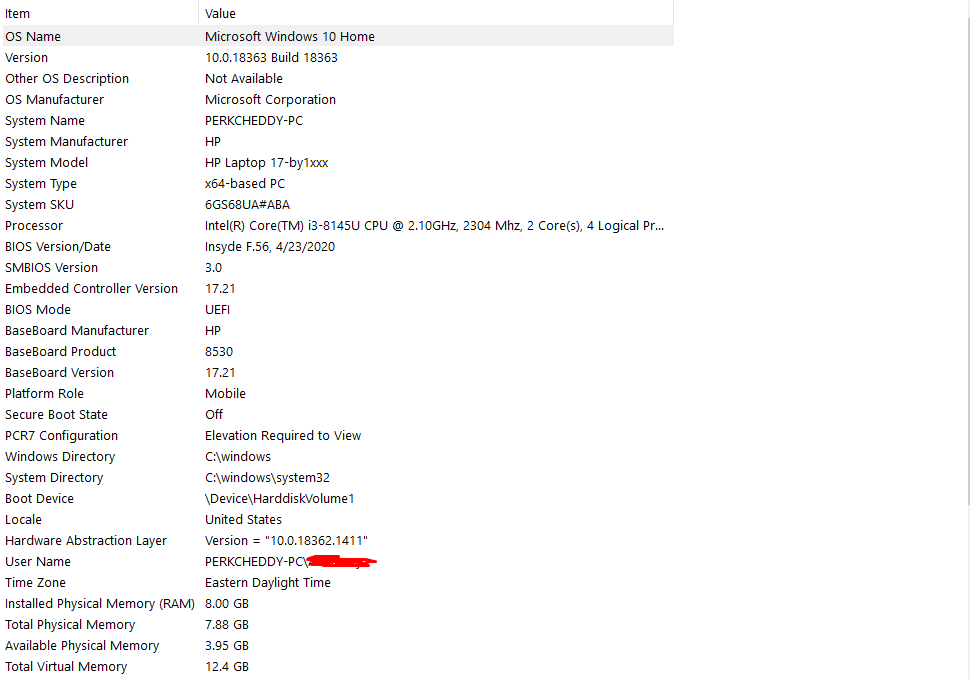 Item Value
OS Name Microsoft Windows 10 Home
Version 10.0.18363 Build 18363
Other OS Description Not Available
OS Manufacturer Microsoft Corporation
System Name PERKCHEDDY-PC
System Manufacturer HP
System Model HP Laptop 17-by1xxx
System Type x64-based PC
System SKU 6GS68UA#ABA
Processor Intel(R) Core(TM) i3-8145U CPU @ 2.10GHz, 2304 Mhz, 2 Core(s), 4 Logical Pr...
BIOS Version/Date Insyde F.56, 4/23/2020
SMBIOS Version 3.0
Embedded Controller Version 17.21
BIOS Mode UEFI
BaseBoard Manufacturer HP
BaseBoard Product 8530
BaseBoard Version 17.21
Platform Role Mobile
Secure Boot State Off
PCR7 Configuration Elevation Required to View
Windows Directory C:\windows
System Directory C:\windows\system32
Boot Device \Device\HarddiskVolume1
Locale United States
Hardware Abstraction Layer Version = "10.0.18362.1411"
User Name PERKCHEDDY-PC\
Time Zone Eastern Daylight Time
Installed Physical Memory (RAM) 8.00 GB
Total Physical Memory 7.88 GB
Available Physical Memory 3.95 GB
Total Virtual Memory 12.4 GB